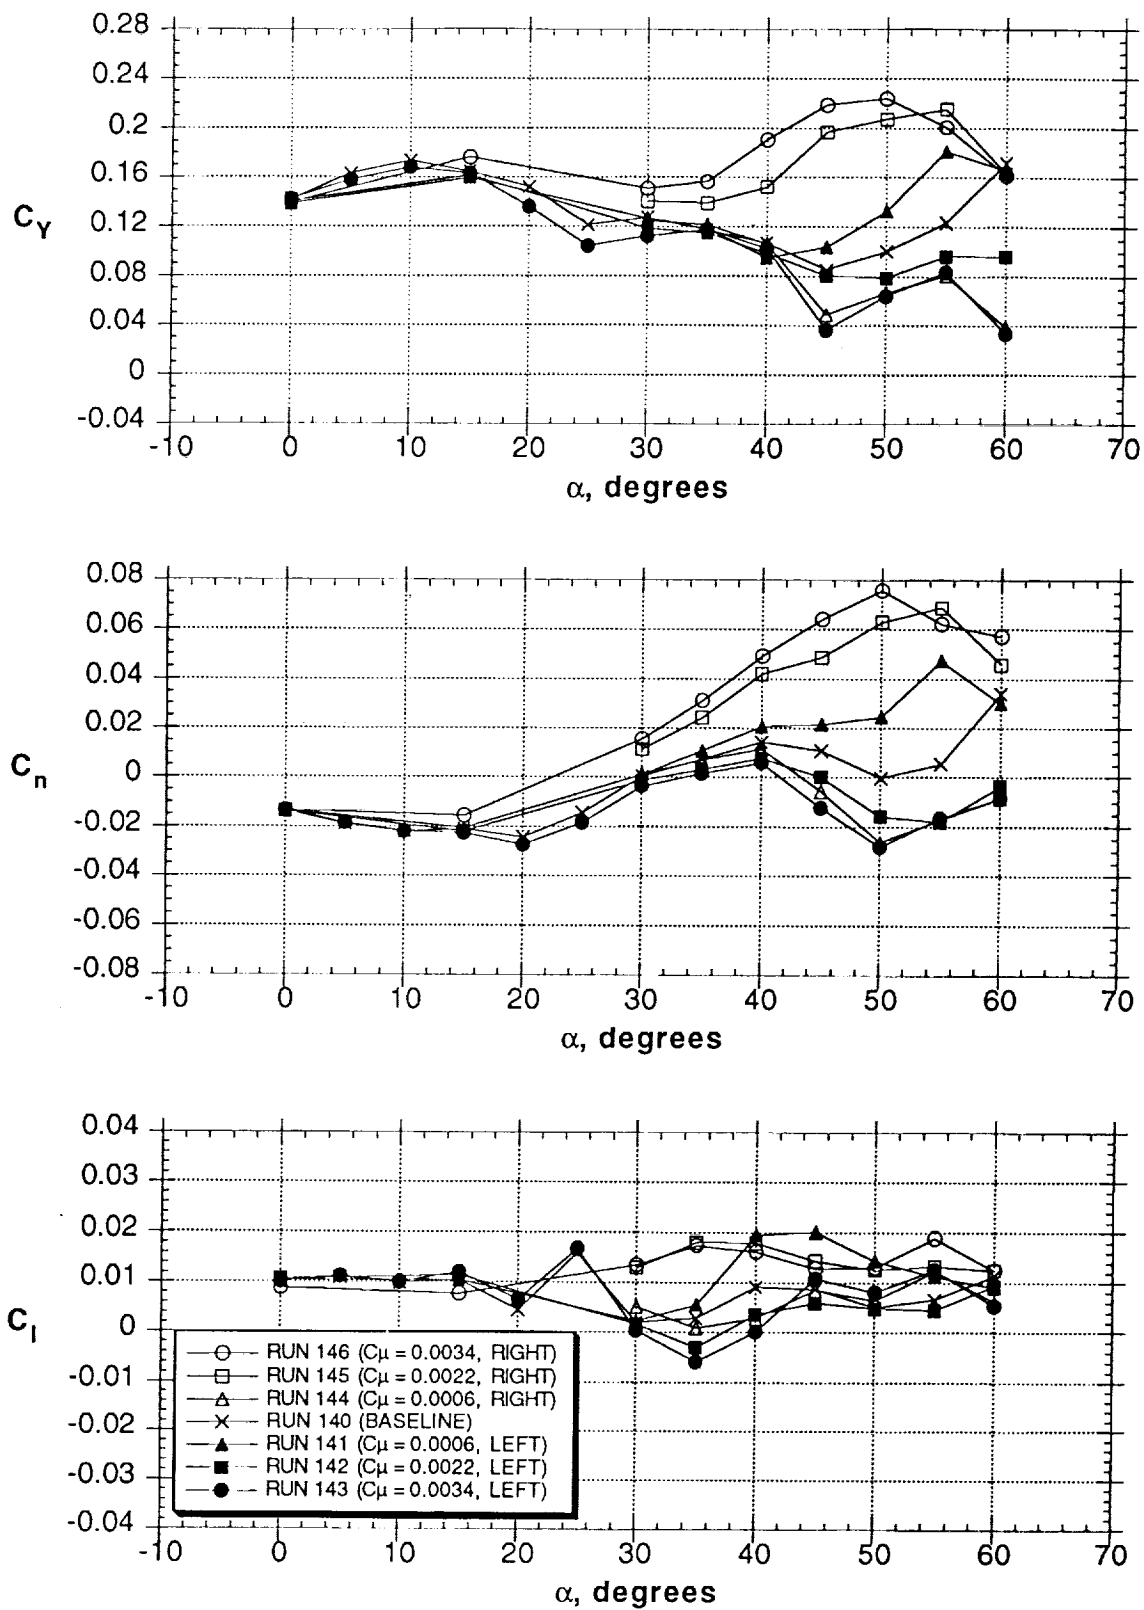 0.28
0.24
0.2
0.16
0.12
0.08
0.04
0
-0.04
C_Y
-10 0 10 20 30 40 50 60 70
α, degrees
0.08
0.06
0.04
0.02
0
-0.02
-0.04
-0.06
-0.08
C_n
-10 0 10 20 30 40 50 60 70
α, degrees
0.04
0.03
0.02
0.01
0
-0.01
-0.02
-0.03
-0.04
C_l
RUN 146 (Cμ = 0.0034, RIGHT)
RUN 145 (Cμ = 0.0022, RIGHT)
RUN 144 (Cμ = 0.0006, RIGHT)
RUN 140 (BASELINE)
RUN 141 (Cμ = 0.0006, LEFT)
RUN 142 (Cμ = 0.0022, LEFT)
RUN 143 (Cμ = 0.0034, LEFT)
-10 0 10 20 30 40 50 60 70
α, degrees